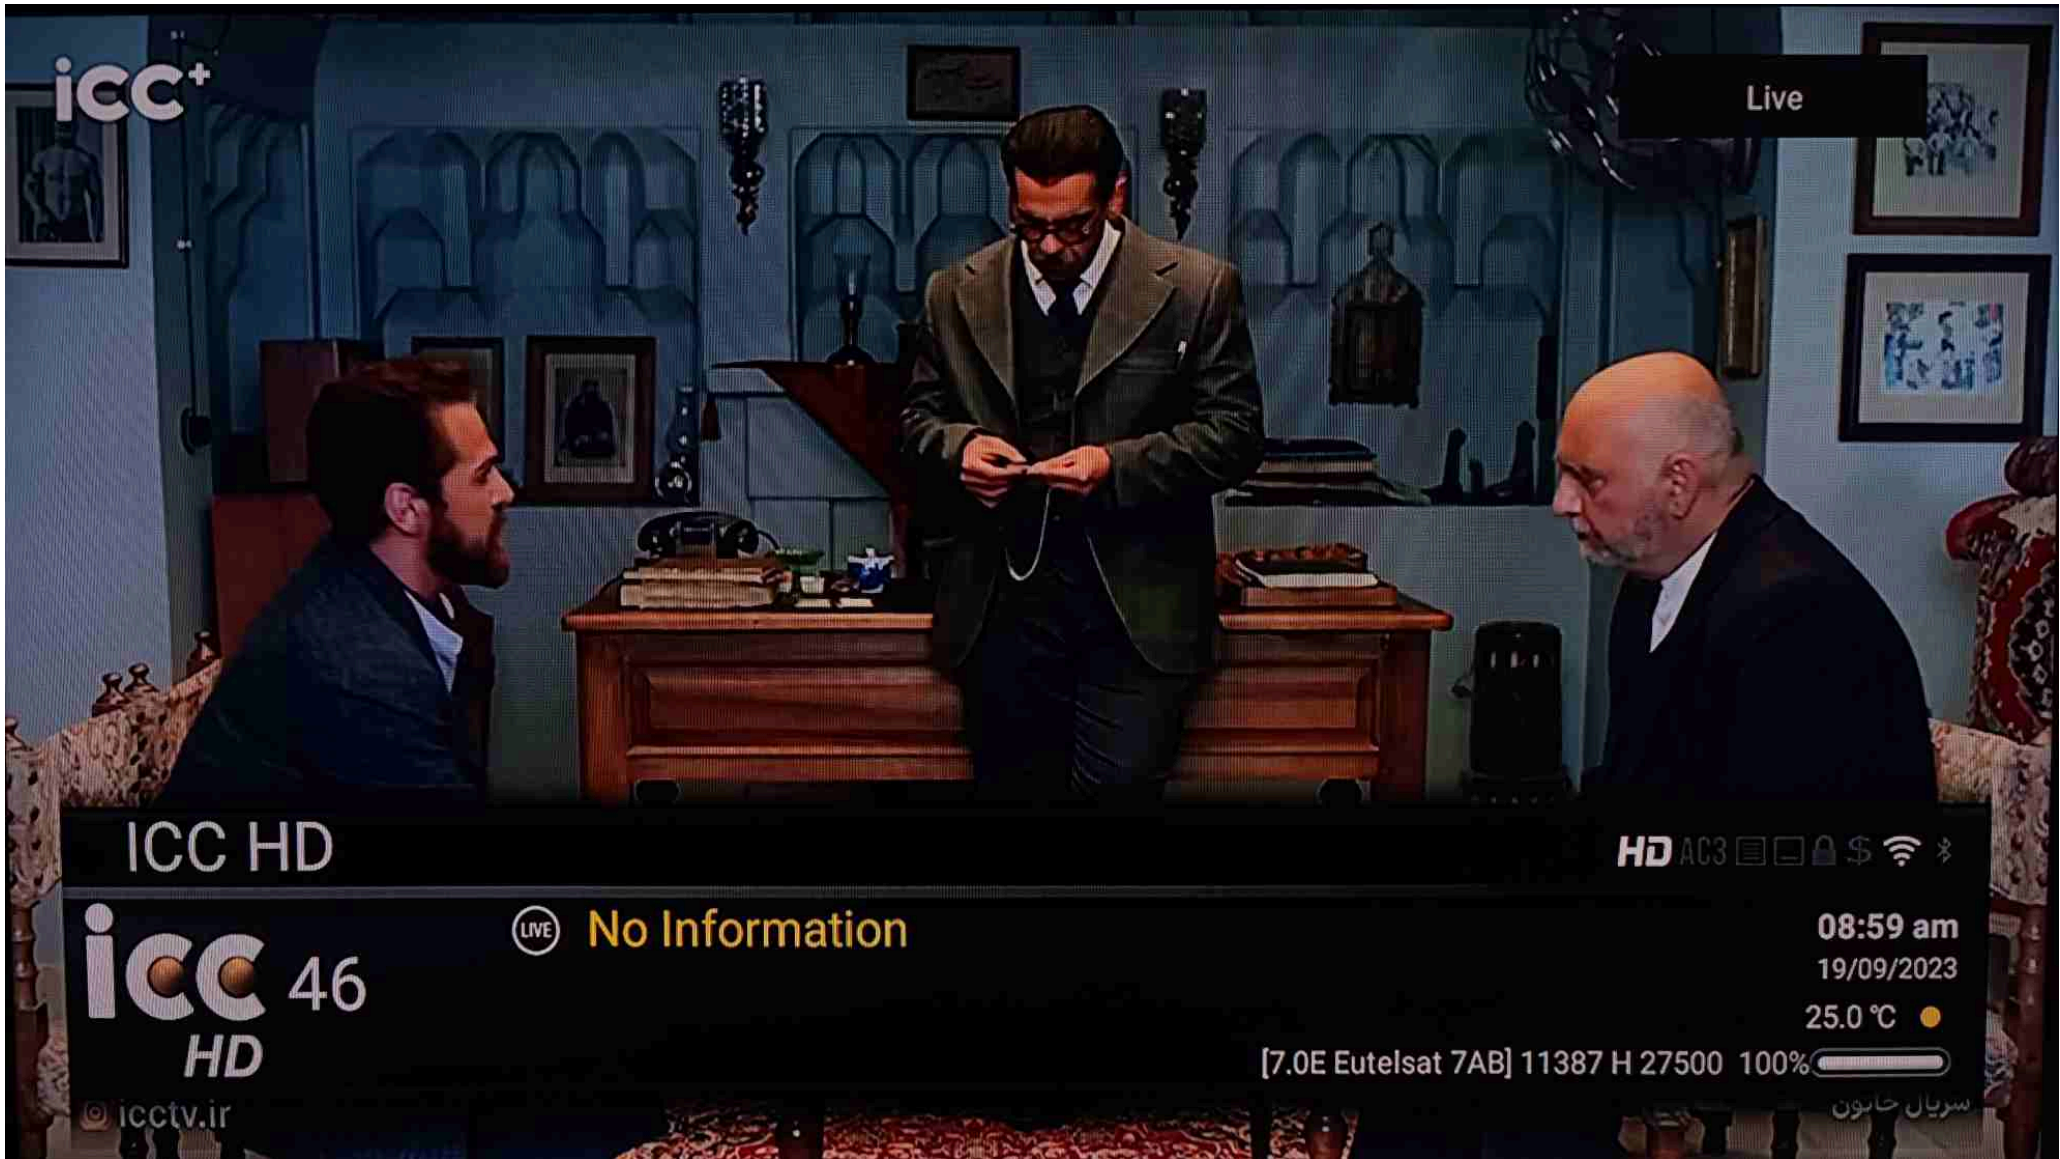 icc+
Live
ICC HD
HD AC3 $
icc HD
46
LIVE No Information
08:59 am
19/09/2023
25.0 °C
[7.0E Eutelsat 7AB] 11387 H 27500 100%
icctv.ir
سریال خاتون